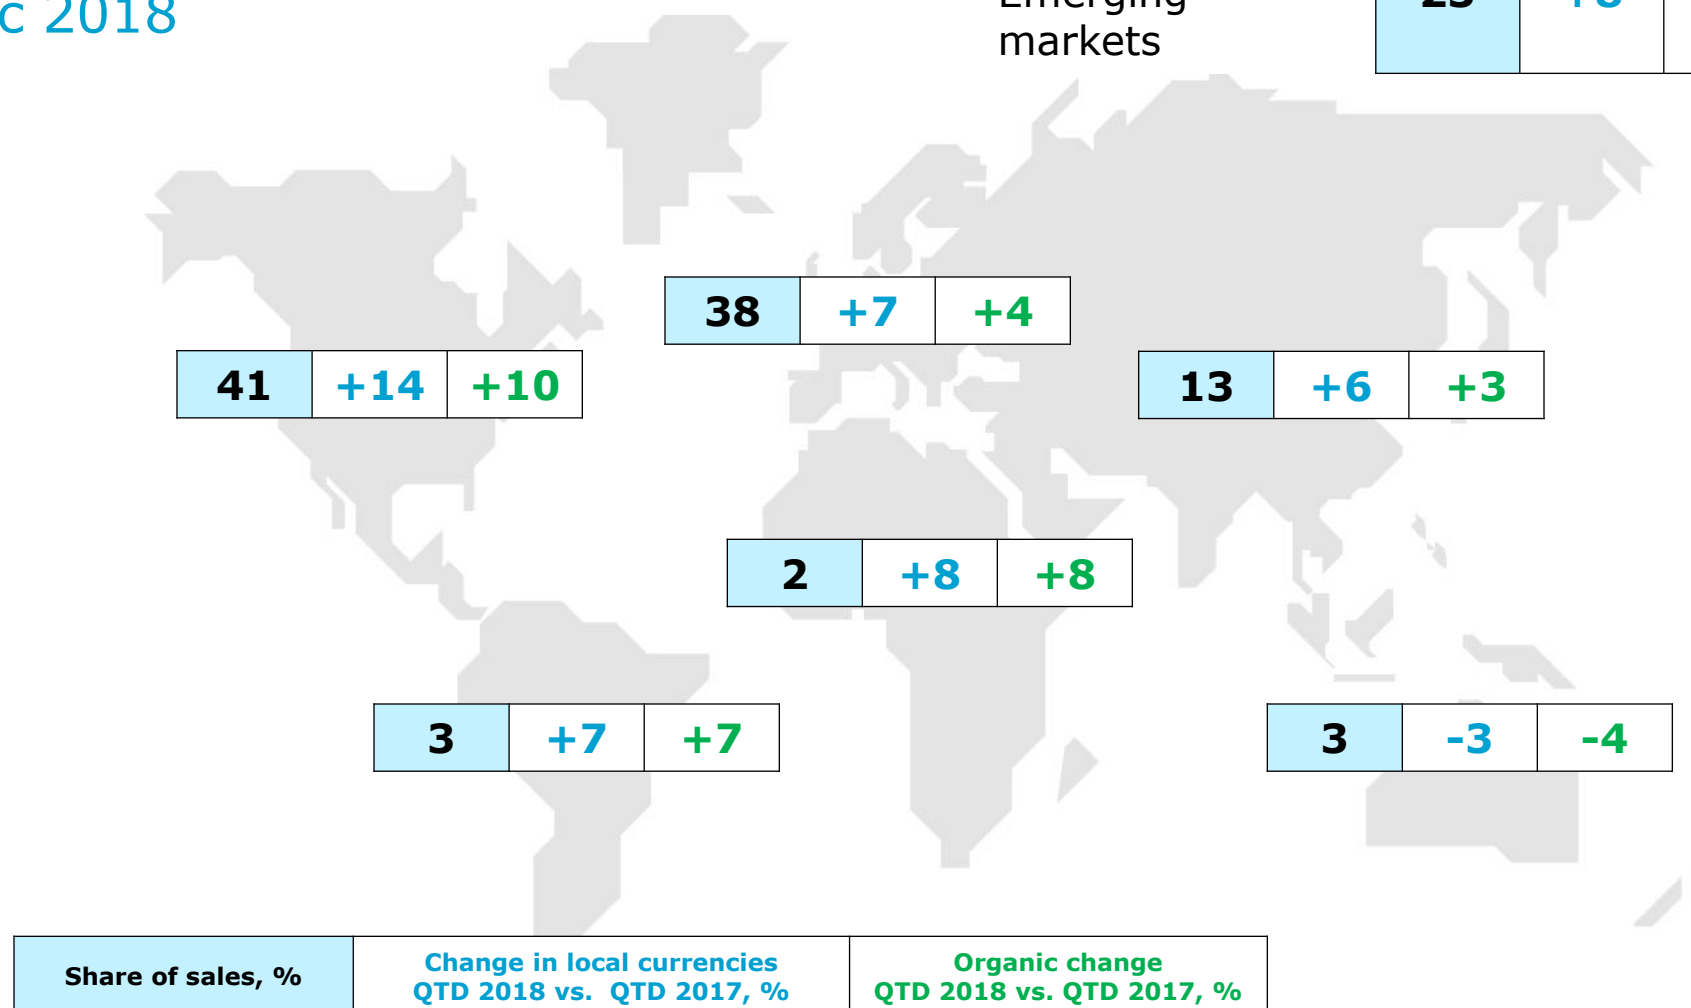 c 2018
Emerging
markets
38 +7 +4
41 +14 +10
13 +6 +3
2 +8 +8
3 +7 +7
3 -3 -4
Share of sales, %
Change in local currencies
QTD 2018 vs. QTD 2017, %
Organic change
QTD 2018 vs. QTD 2017, %